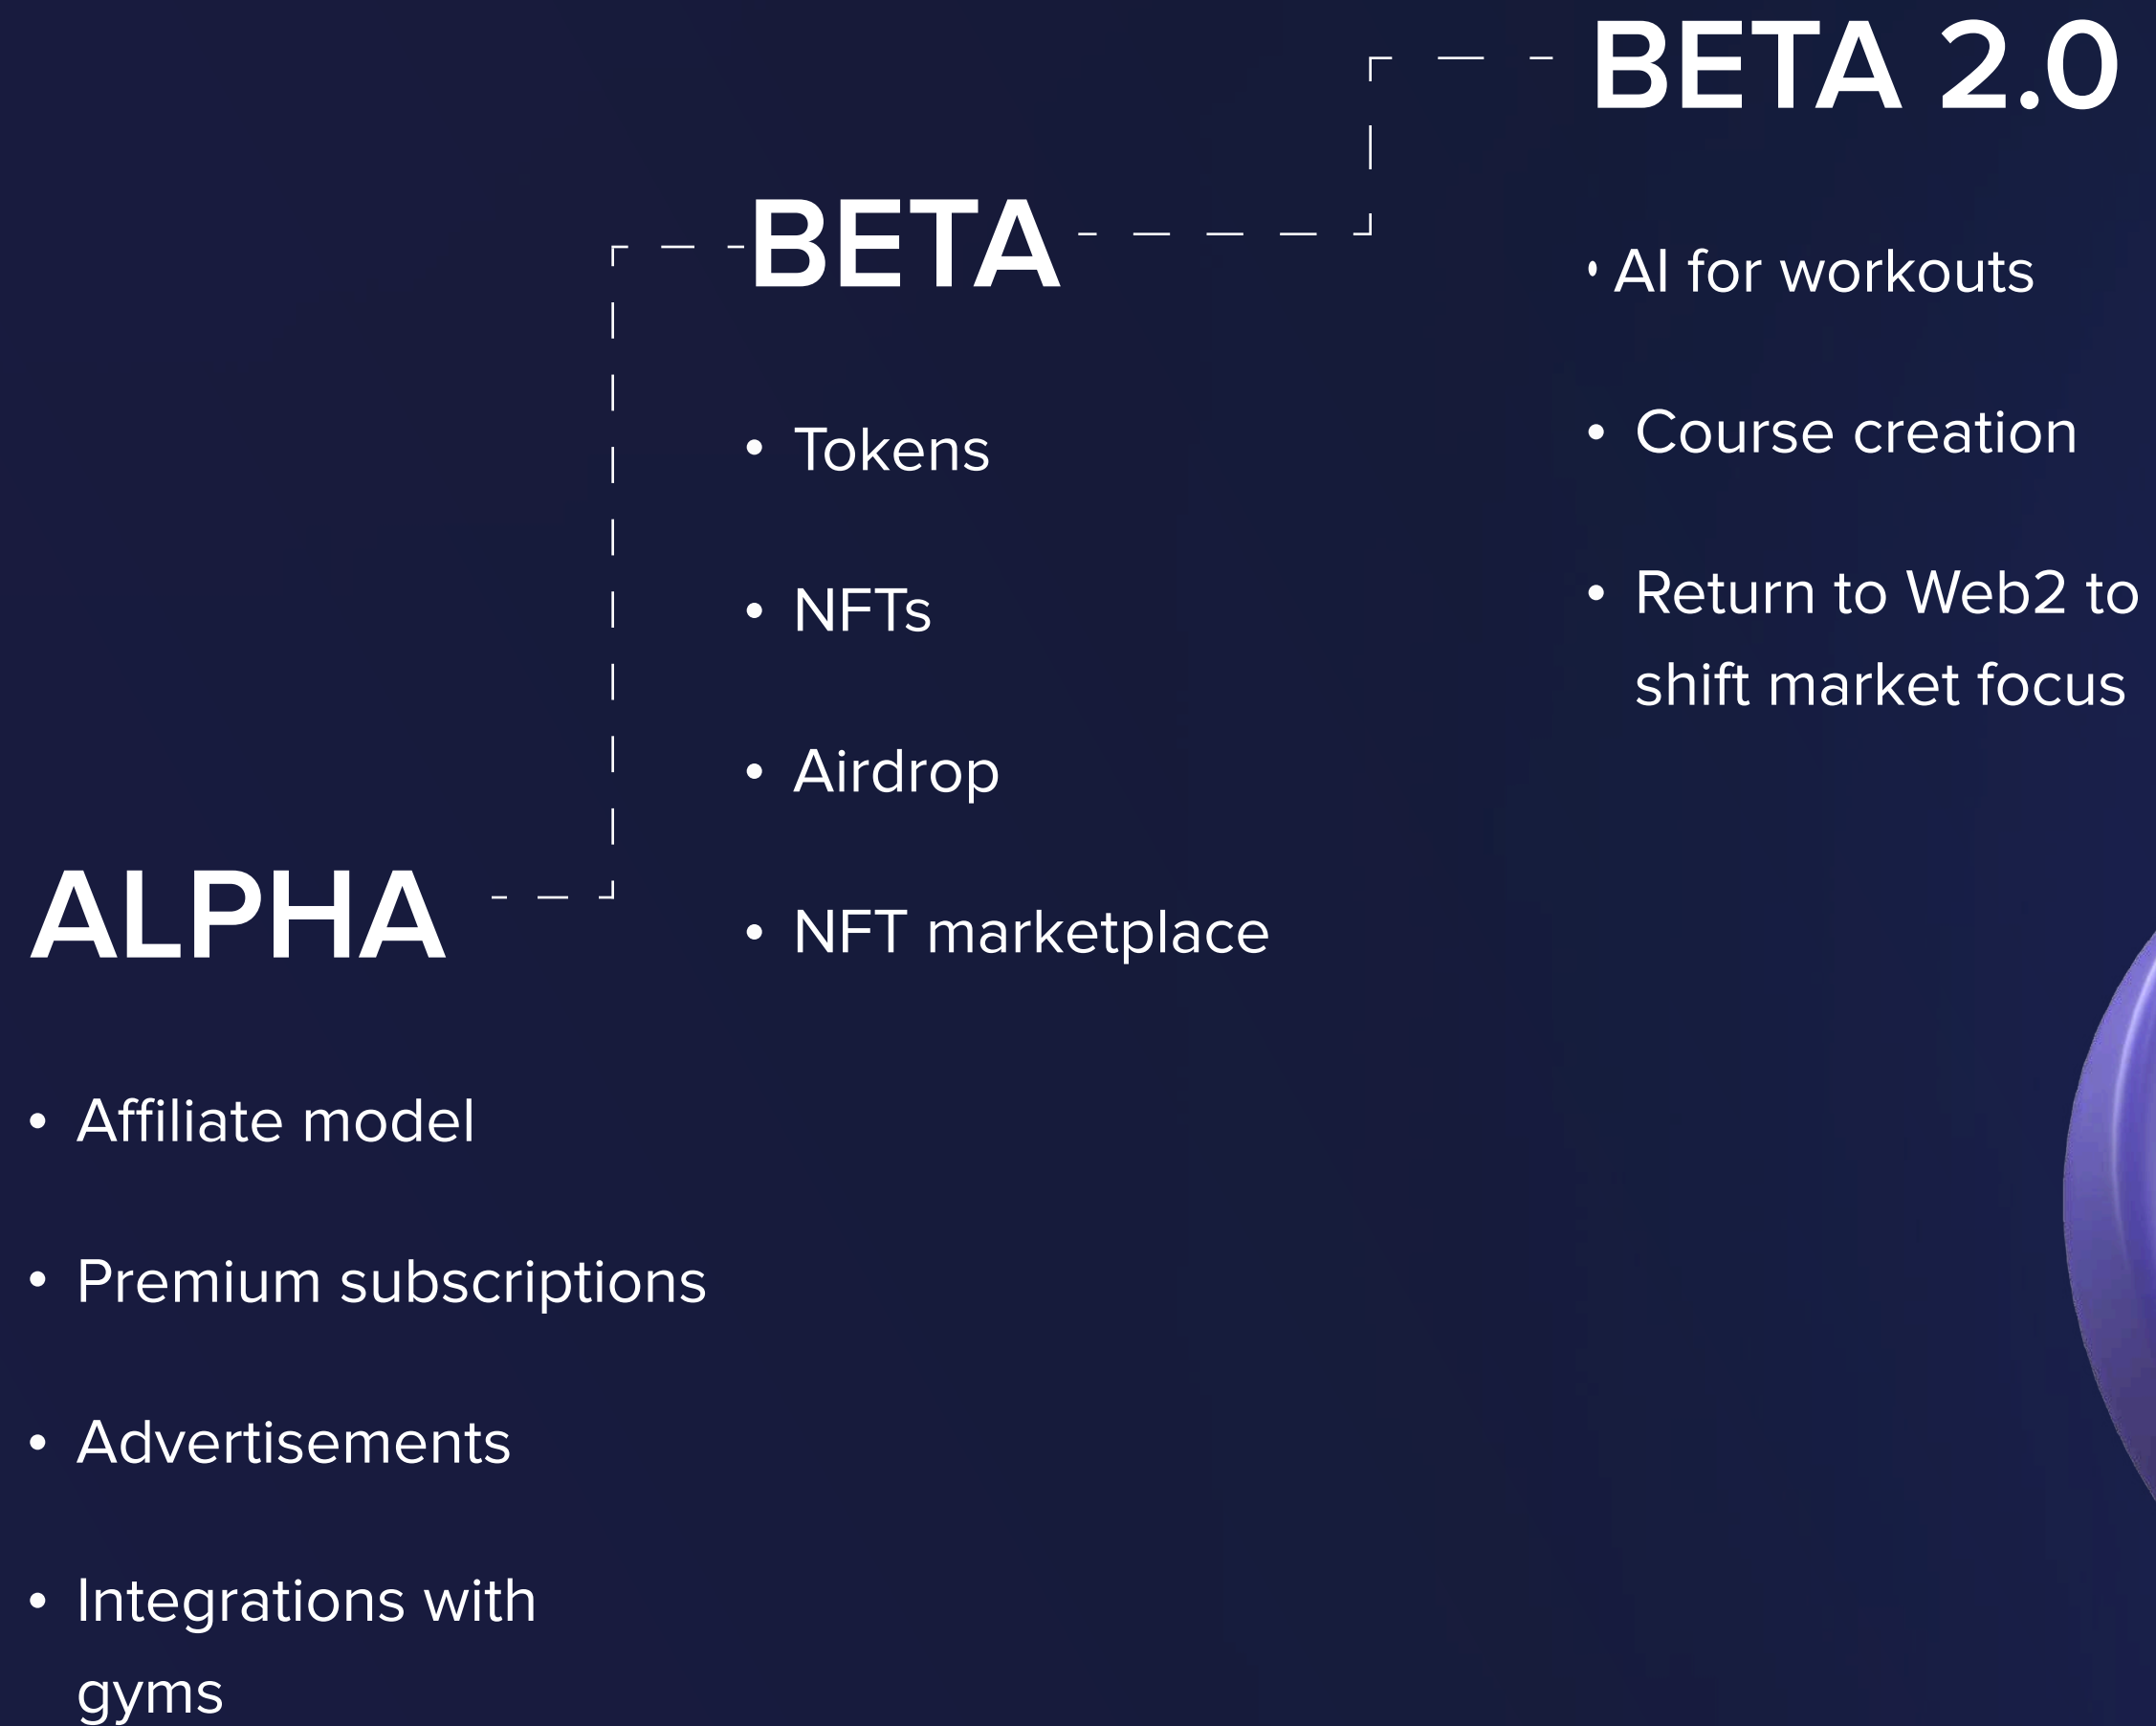 ALPHA
• Affiliate model
• Premium subscriptions
• Advertisements
• Integrations with
gyms
BETA
• Tokens
• NFTs
• Airdrop
• NFT marketplace
BETA 2.0
• AI for workouts
• Course creation
• Return to Web2 to
shift market focus